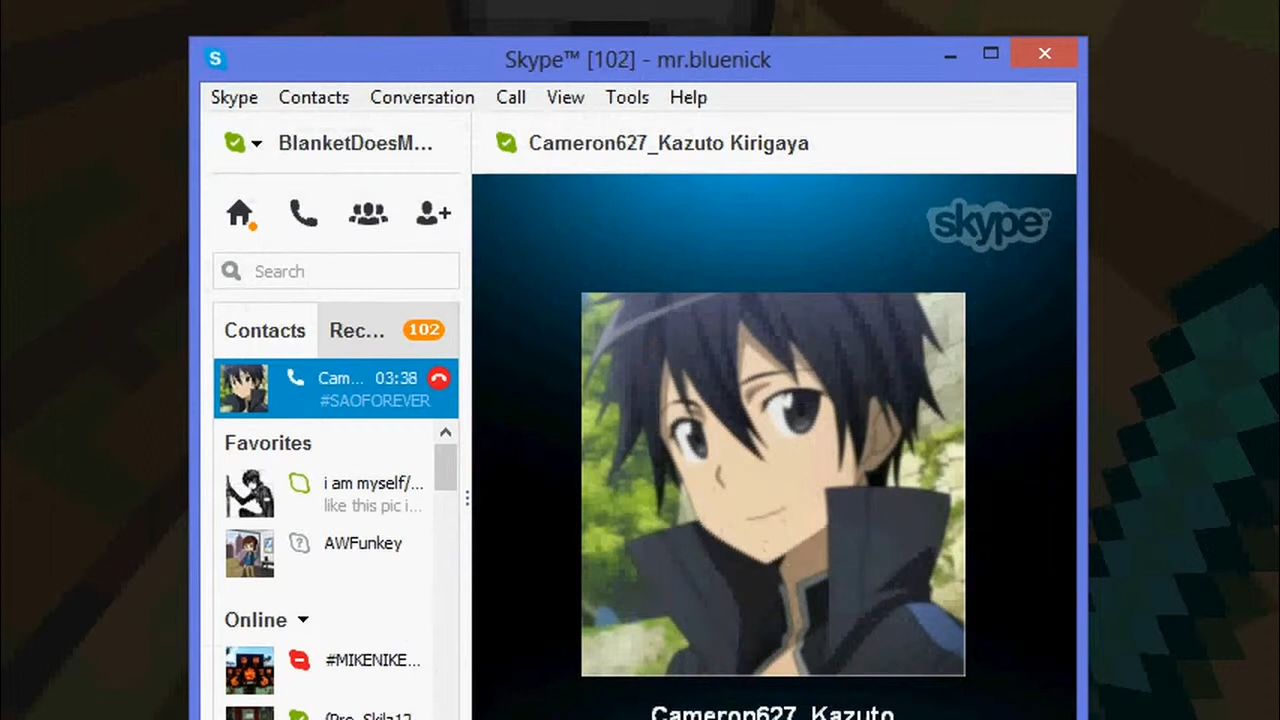 Skype™ [102] - mr.bluenick
Skype Contacts Conversation Call View Tools Help
BlanketDoesM...
Cameron627_Kazuto Kirigaya
skype™
Search
Contacts Rec... 102
Cam... 03:38
#SAOFOREVER
Favorites
i am myself/...
like this pic i...
AWFunkey
Online
#MIKENIKE...
Cameron627_Kazuto